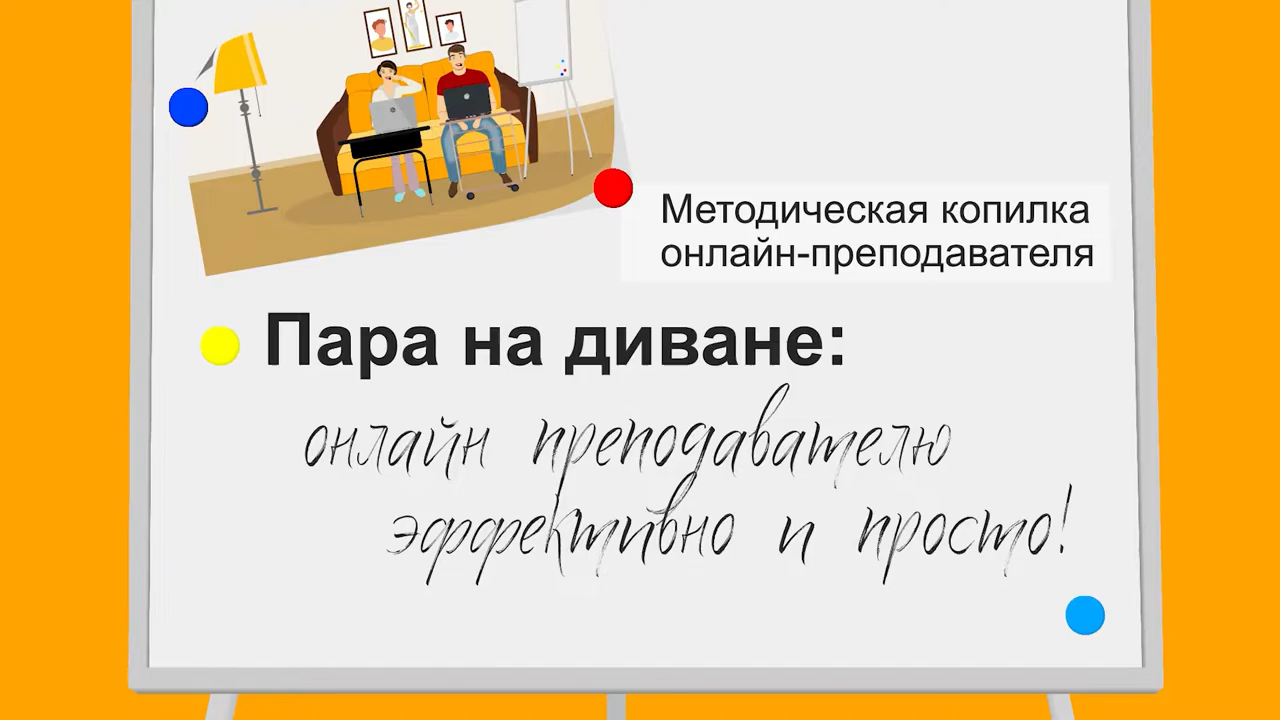 Методическая копилка
онлайн-преподавателя
Пара на диване:
онлайн преподавателю
эффективно и просто!